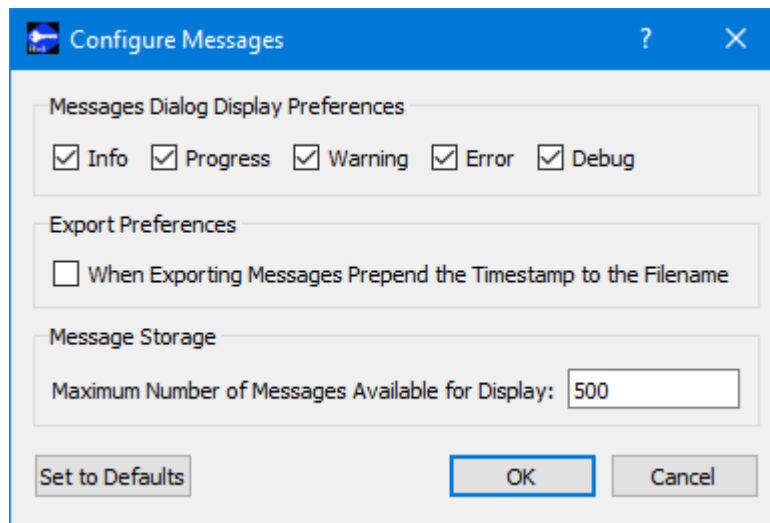 Configure Messages
Messages Dialog Display Preferences
Info Progress Warning Error Debug
Export Preferences
When Exporting Messages Prepend the Timestamp to the Filename
Message Storage
Maximum Number of Messages Available for Display: 500
Set to Defaults OK Cancel